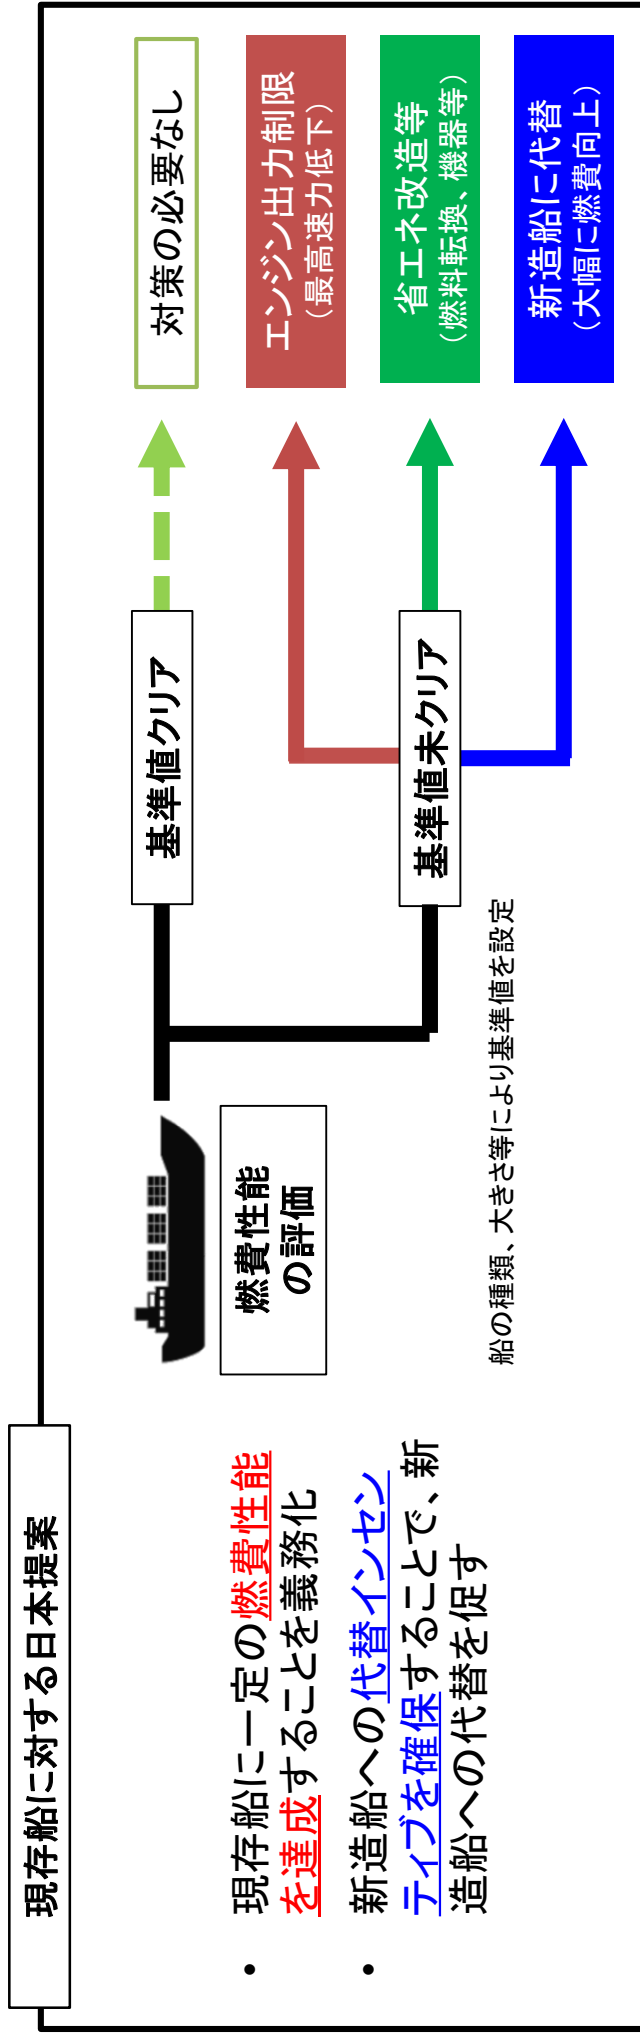 現存船に対する日本提案
・ 現存船に一定の燃費性能
を達成することを義務化
・ 新造船への代替インセン
ティブを確保することで、新
造船への代替を促す
燃費性能
の評価
船の種類、大きさ等により基準値を設定
基準値クリア
基準値未クリア
対策の必要なし
エンジン出力制限
（最高速力低下）
省エネ改造等
（燃料転換、機器等）
新造船に代替
（大幅に燃費向上）